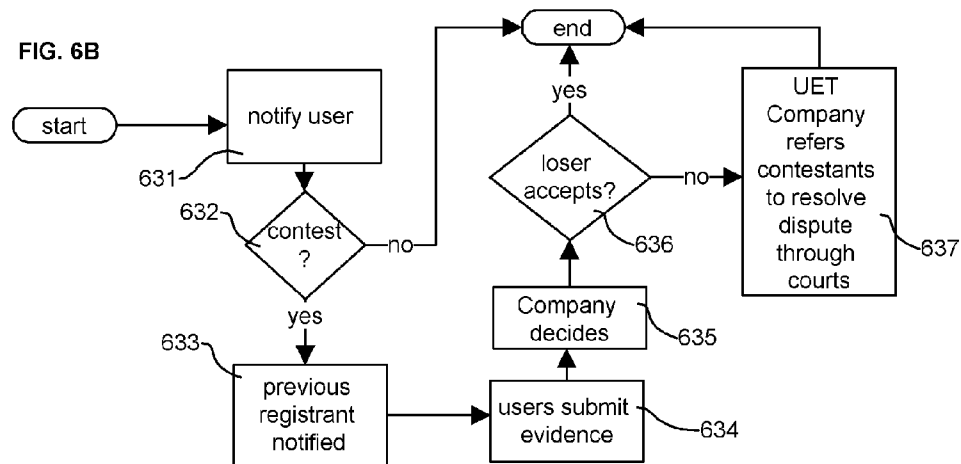 FIG. 6B
start
notify user
631
632
contest
?
no
yes
633
previous
registrant
notified
users submit
evidence
634
Company
decides
635
loser
accepts?
636
yes
no
end
UET
Company
refers
contestants
to resolve
dispute
through
courts
637